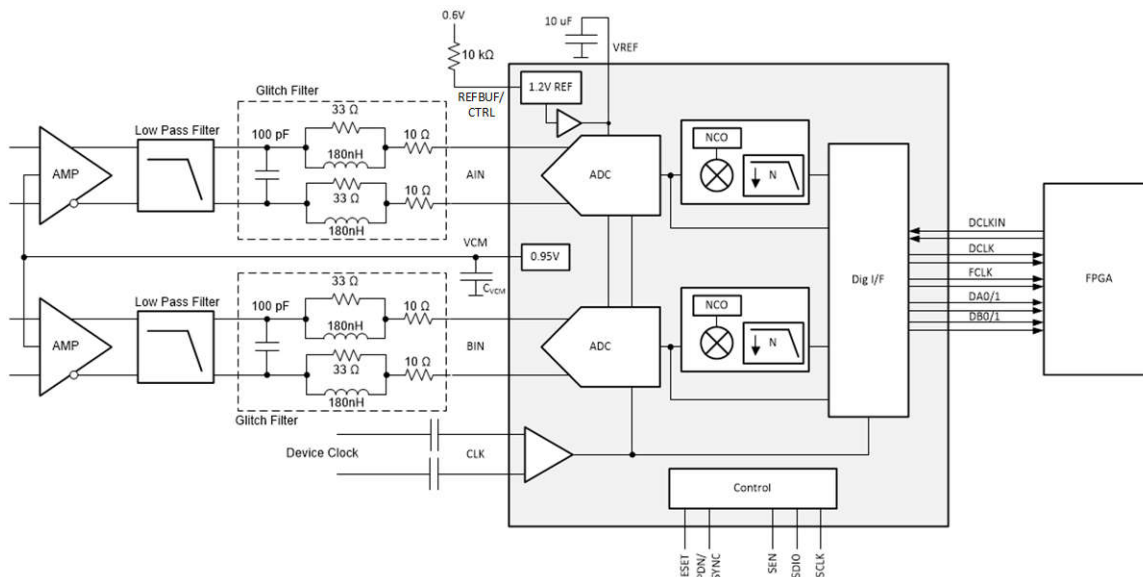 0.6V
10 uF
VREF
10 kΩ
1.2V REF
REFBUF/
CTRL
Glitch Filter
33 Ω
Low Pass Filter
100 pF
10 Ω
180nH
NCO
AMP
AIN
ADC
N
33 Ω
10 Ω
180nH
DCLKIN
VCM
0.95V
DCLK
CVCM
Dig I/F
FCLK
FPGA
33 Ω
DA0/1
Low Pass Filter
100 pF
10 Ω
DB0/1
180nH
NCO
AMP
BIN
ADC
N
33 Ω
10 Ω
180nH
Glitch Filter
Device Clock
CLK
Control
ESET
PDN/
SYNC
SEN
SDIO
SCLK